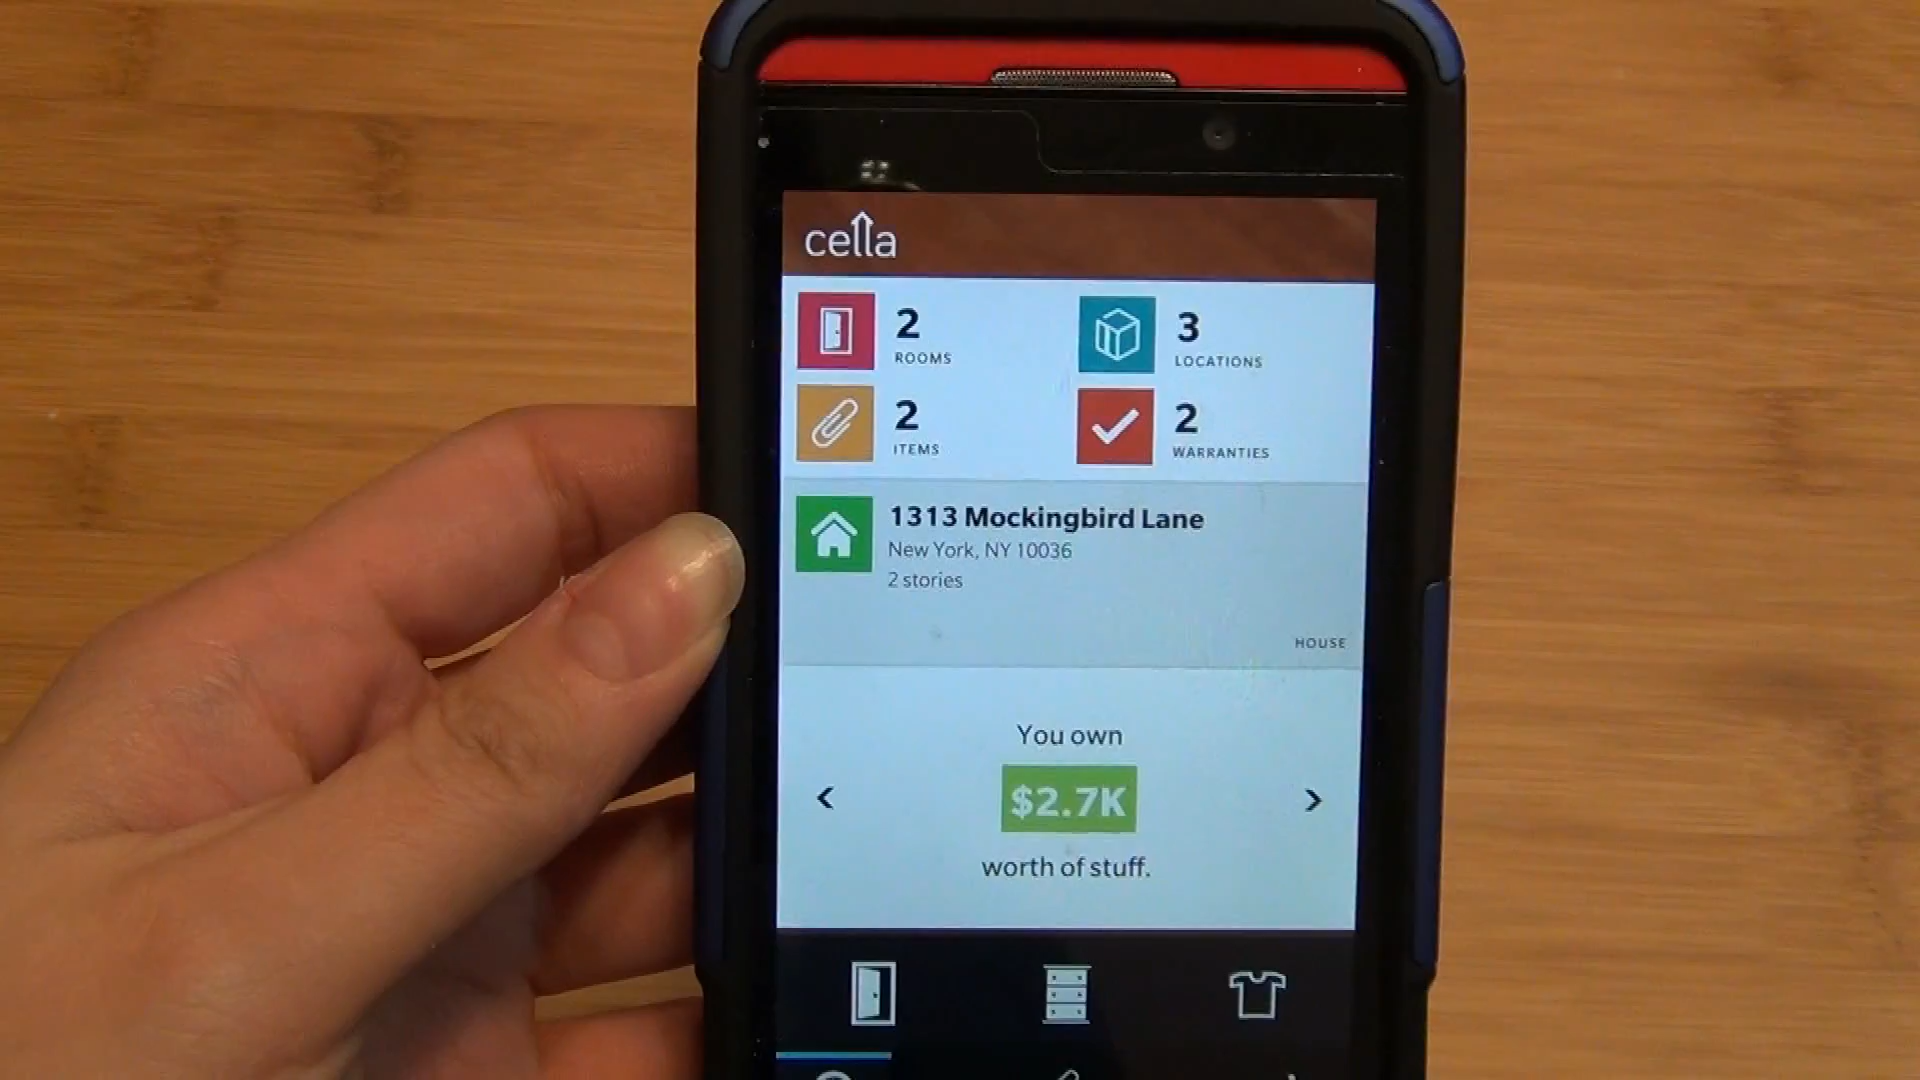 cella
2
ROOMS
3
LOCATIONS
2
ITEMS
2
WARRANTIES
1313 Mockingbird Lane
New York, NY 10036
2 stories
HOUSE
You own
$2.7K
worth of stuff.